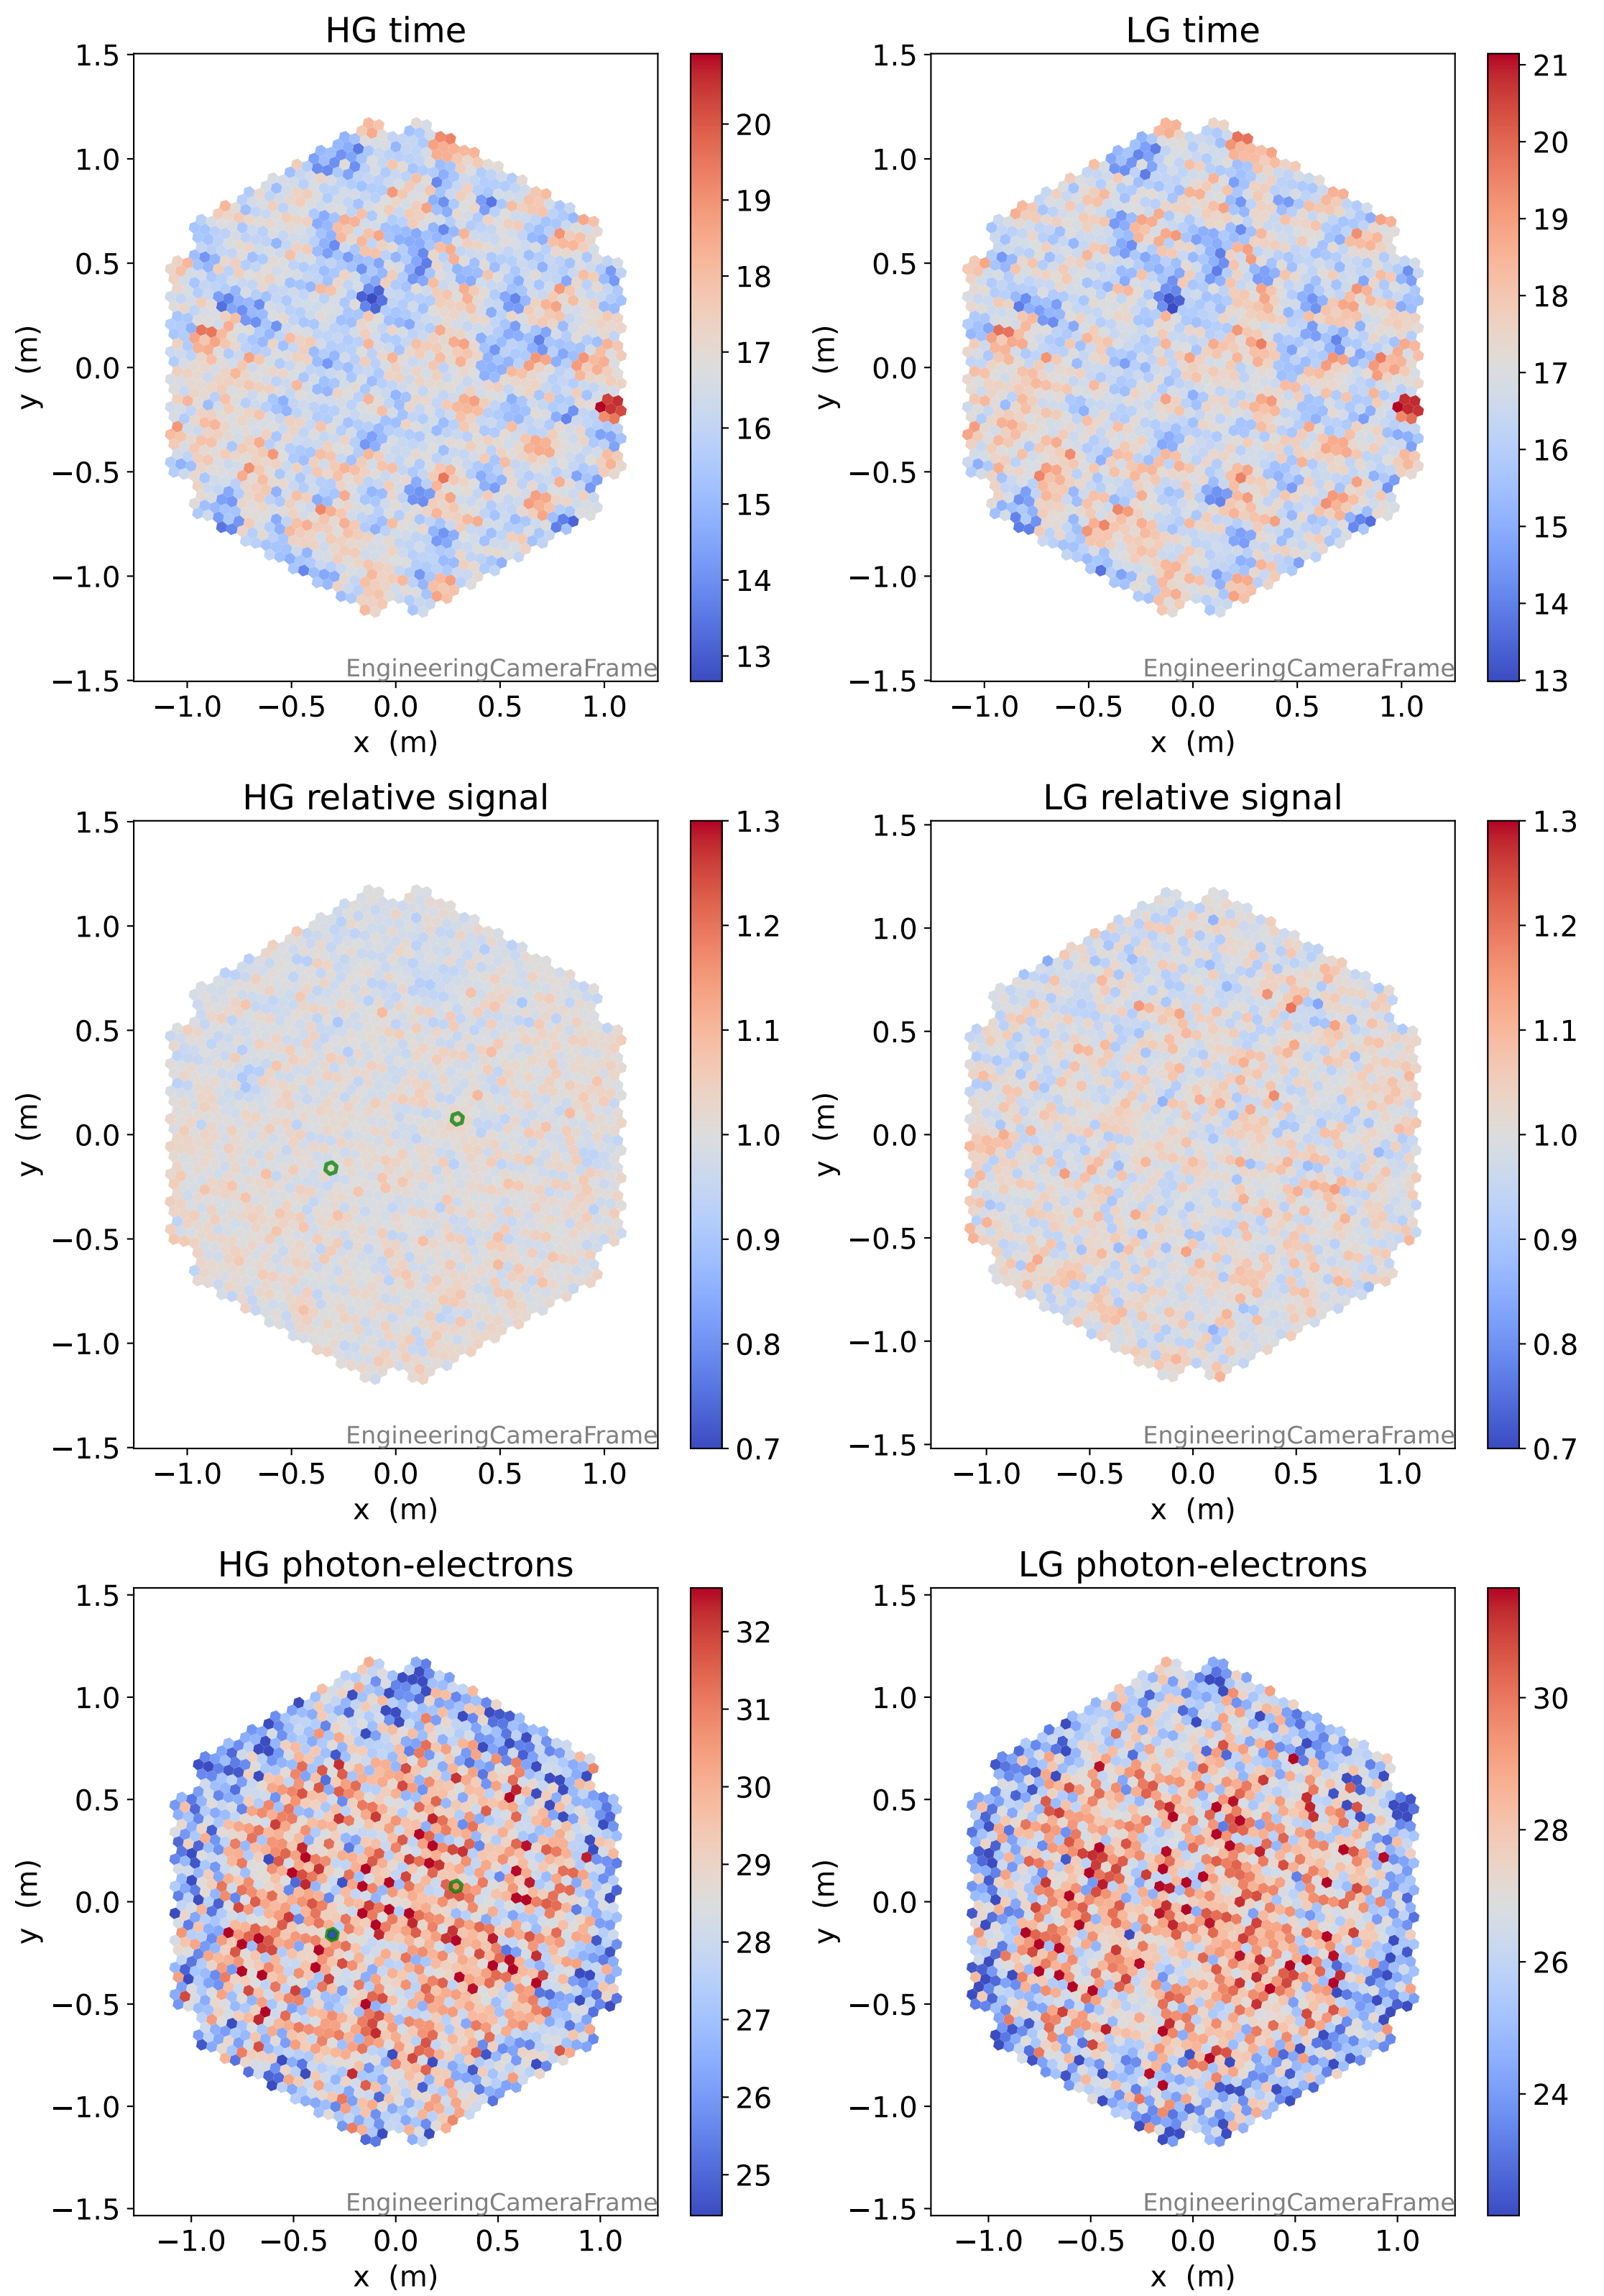 HG time
1.5
1.0
0.5
0.0
−0.5
−1.0
−1.5
y (m)
−1.0 −0.5 0.0 0.5 1.0
x (m)
EngineeringCameraFrame
20
19
18
17
16
15
14
13
LG time
1.5
1.0
0.5
0.0
−0.5
−1.0
−1.5
y (m)
−1.0 −0.5 0.0 0.5 1.0
x (m)
EngineeringCameraFrame
21
20
19
18
17
16
15
14
13
HG relative signal
1.5
1.0
0.5
0.0
−0.5
−1.0
−1.5
y (m)
−1.0 −0.5 0.0 0.5 1.0
x (m)
EngineeringCameraFrame
1.3
1.2
1.1
1.0
0.9
0.8
0.7
LG relative signal
1.5
1.0
0.5
0.0
−0.5
−1.0
−1.5
y (m)
−1.0 −0.5 0.0 0.5 1.0
x (m)
EngineeringCameraFrame
1.3
1.2
1.1
1.0
0.9
0.8
0.7
HG photon-electrons
1.5
1.0
0.5
0.0
−0.5
−1.0
−1.5
y (m)
−1.0 −0.5 0.0 0.5 1.0
x (m)
EngineeringCameraFrame
32
31
30
29
28
27
26
25
LG photon-electrons
1.5
1.0
0.5
0.0
−0.5
−1.0
−1.5
y (m)
−1.0 −0.5 0.0 0.5 1.0
x (m)
EngineeringCameraFrame
30
28
26
24